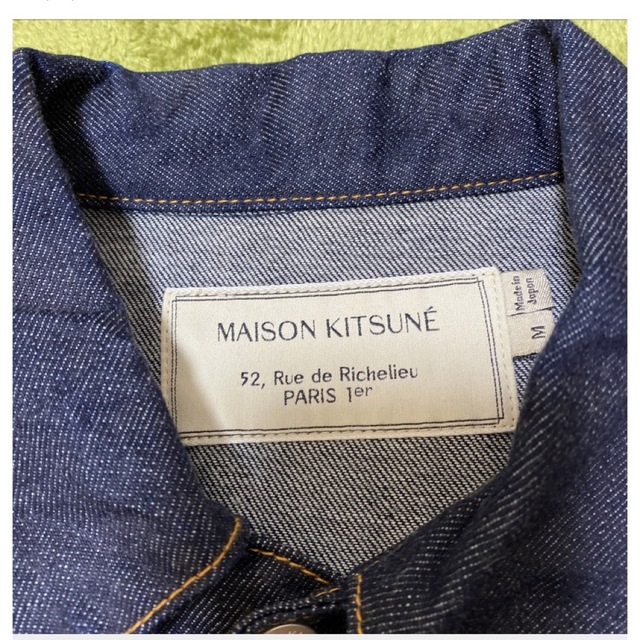 MAISON KITSUNÉ
52, Rue de Richelieu
PARIS 1er
Made in
Japan
M